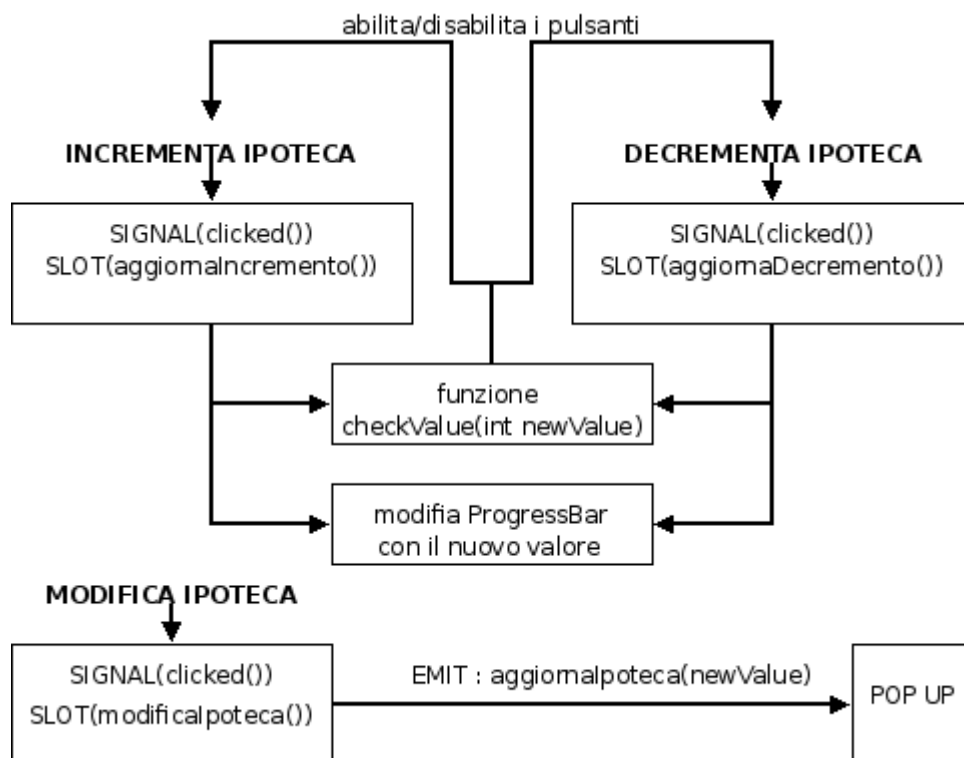 abilita/disabilita i pulsanti
INCREMENTA IPOTECA
DECREMENTA IPOTECA
SIGNAL(clicked())
SLOT(aggiornaIncremento())
SIGNAL(clicked())
SLOT(aggiornaDecremento())
funzione
checkValue(int newValue)
modifia ProgressBar
con il nuovo valore
MODIFICA IPOTECA
SIGNAL(clicked())
SLOT(modificaIpoteca())
EMIT : aggiornaIpoteca(newValue)
POP UP